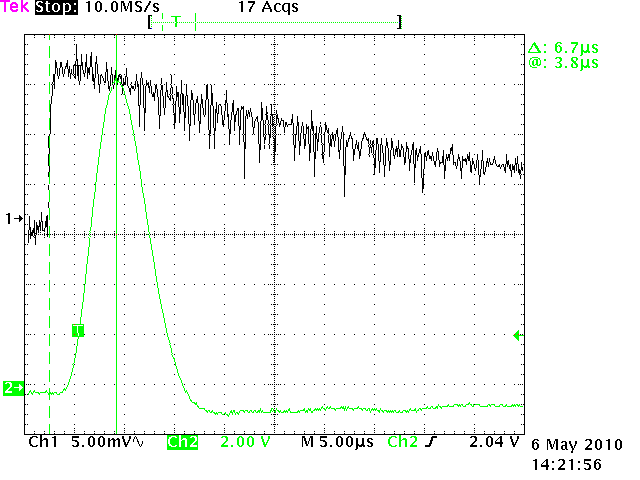 Tek Stop: 10.0MS/s 17 Acqs
T
Δ: 6.7µs
@: 3.8µs
1
T
2
Ch1 5.00mV∿ Ch2 2.00 V M 5.00µs Ch2 ƒ 2.04 V
6 May 2010
14:21:56